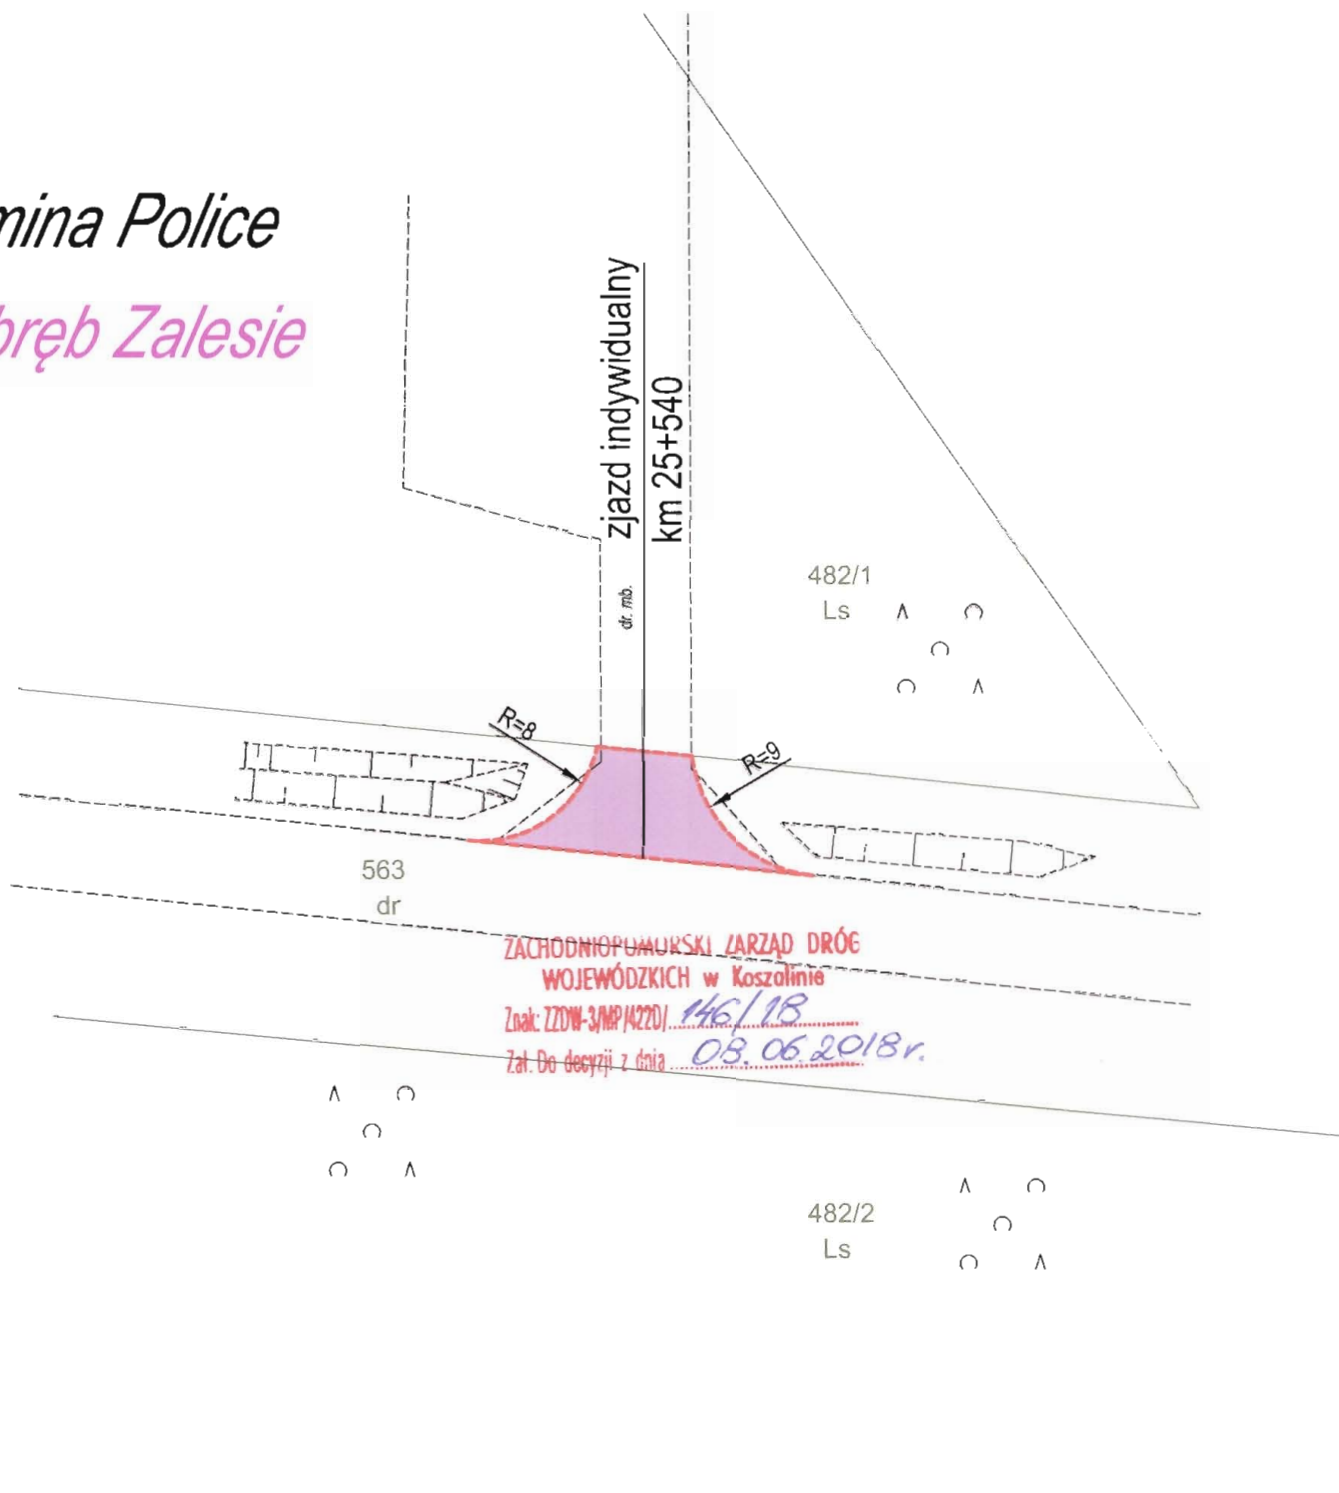 mina Police
bręb Zalesie
zjazd indywidualny
km 25+540
dr. mb.
482/1
Ls
R=8
R=9
563
dr
ZACHODNIOPOMORSKI ZARZĄD DRÓG
WOJEWÓDZKICH w Koszalinie
Znak: ZZDW-3/MP/4220/ 146/18
Zał. Do decyzji z dnia 08.06.2018r.
482/2
Ls